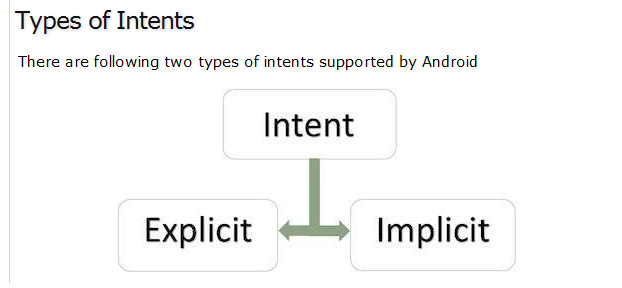 Types of Intents
There are following two types of intents supported by Android
Intent
Explicit
Implicit